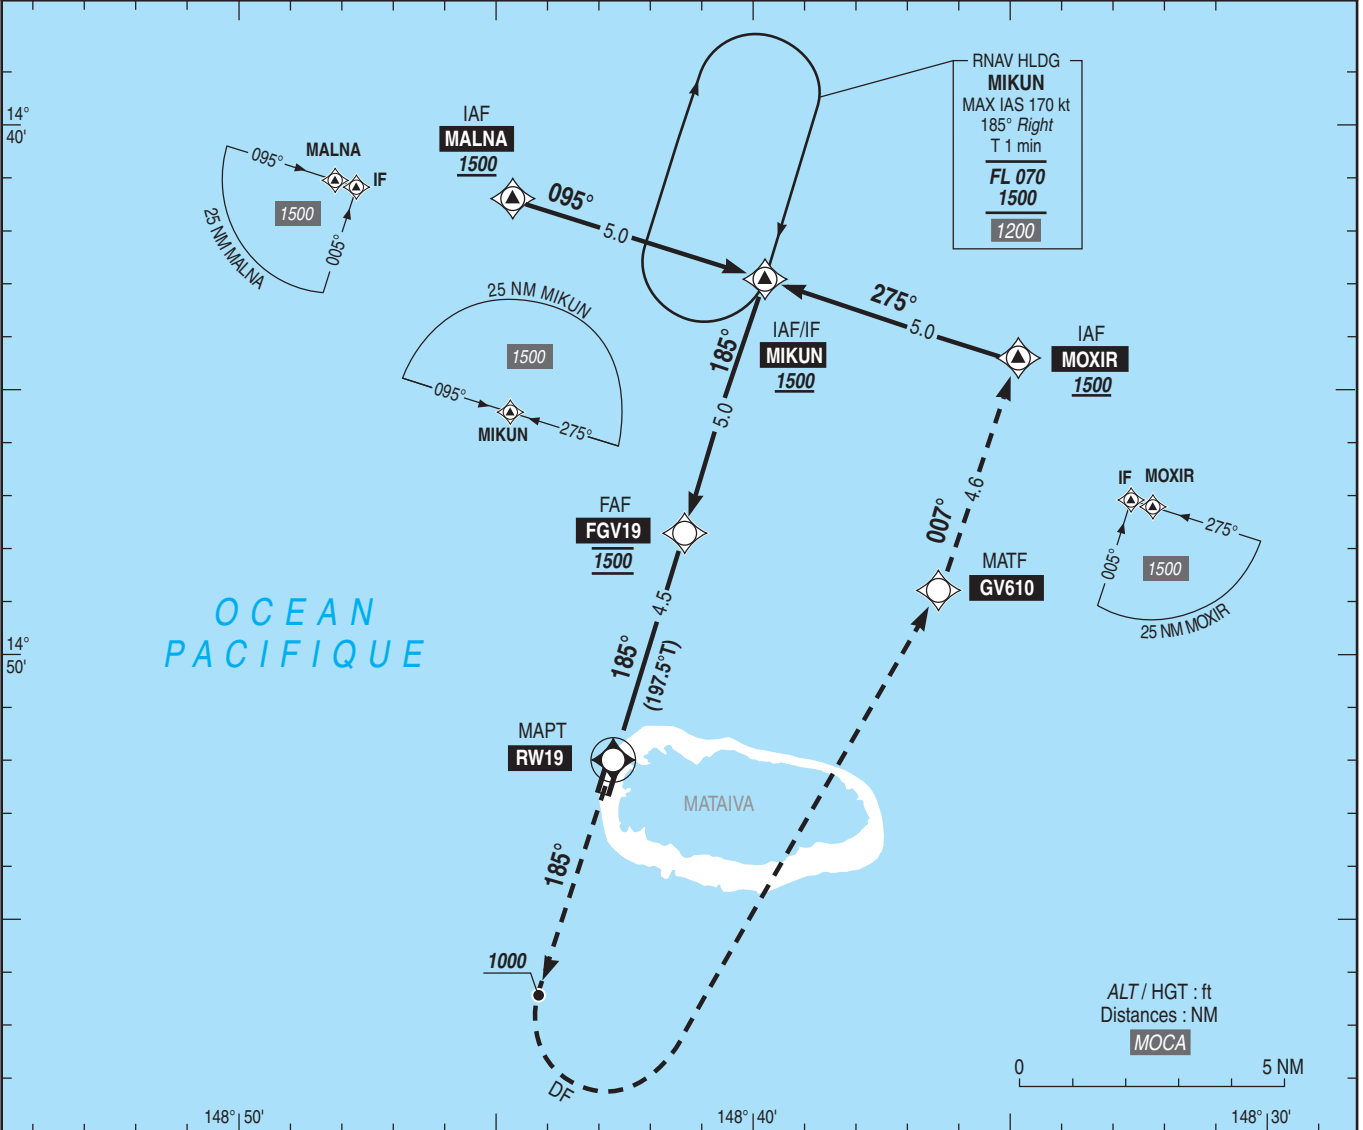 RNAV HLDG
MIKUN
MAX IAS 170 kt
185° Right
T 1 min
FL 070
1500
1200
IAF
MALNA
1500
095°
5.0
14°
40'
MALNA
IF
095°
1500
005°
25 NM MALNA
25 NM MIKUN
1500
095°
275°
MIKUN
275°
5.0
IAF/IF
MIKUN
1500
IAF
MOXIR
1500
185°
5.0
IF MOXIR
275°
005°
1500
25 NM MOXIR
FAF
FGV19
1500
007°
4.6
MATF
GV610
4.5
185°
(197.5°T)
OCEAN
PACIFIQUE
14°
50'
MAPT
RW19
MATAIVA
185°
1000
DF
ALT / HGT : ft
Distances : NM
MOCA
0 5 NM
148° 50' 148° 40' 148° 30'